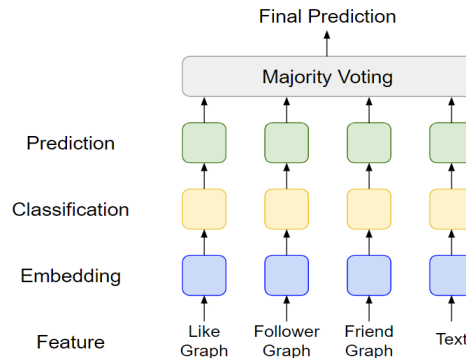 Final Prediction
Majority Voting
Prediction
Classification
Embedding
Feature
Like
Graph
Follower
Graph
Friend
Graph
Text